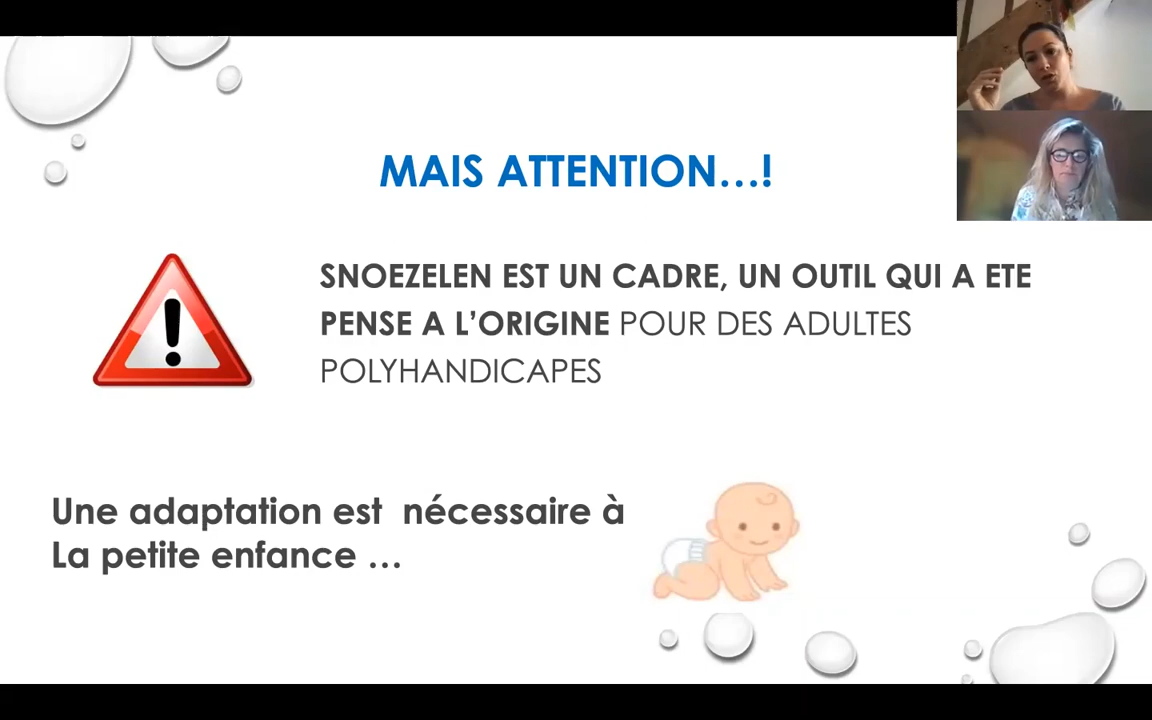 MAIS ATTENTION…!
SNOEZELEN EST UN CADRE, UN OUTIL QUI A ETE
PENSE A L’ORIGINE POUR DES ADULTES
POLYHANDICAPES
Une adaptation est  nécessaire à
La petite enfance …